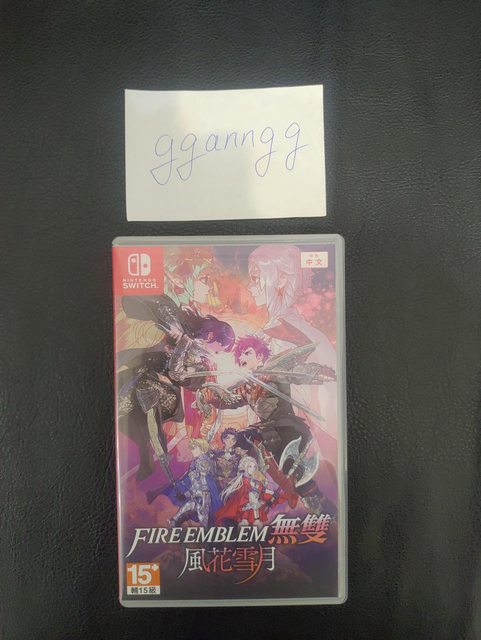 gganngg
NINTENDO
SWITCH
中文
FIRE EMBLEM 無雙
風花雪月
15+
輔15級